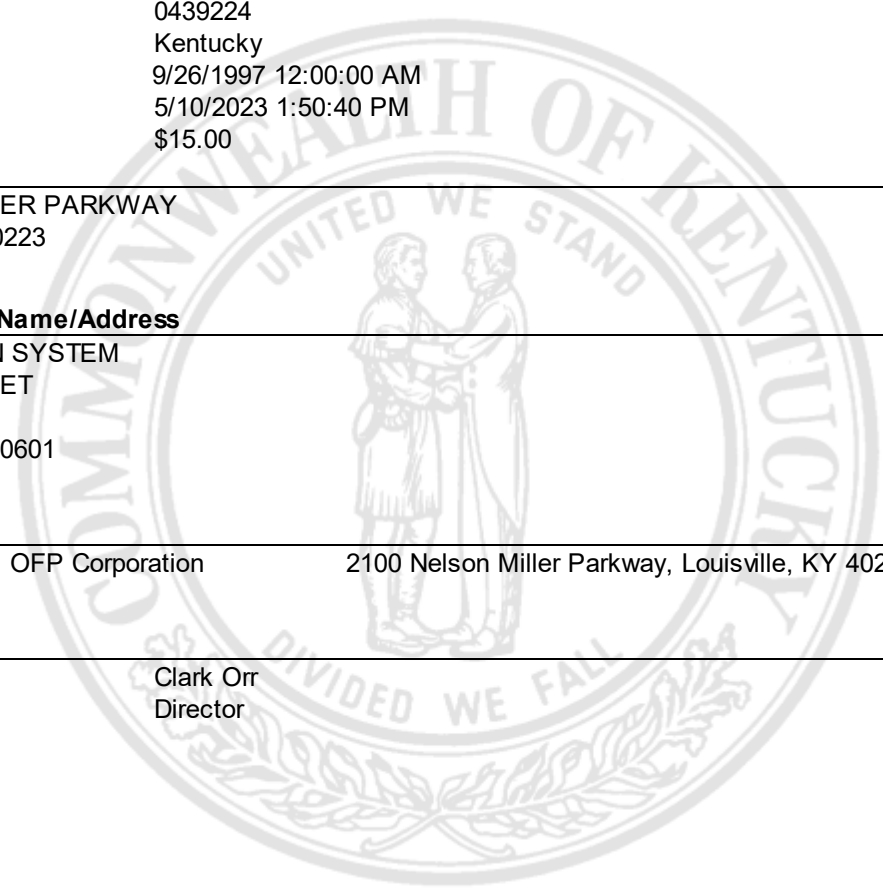 0439224
Kentucky
9/26/1997 12:00:00 AM
5/10/2023 1:50:40 PM
$15.00
ER PARKWAY
0223
Name/Address
N SYSTEM
ET
0601
OFP Corporation 2100 Nelson Miller Parkway, Louisville, KY 402
Clark Orr
Director
COMMONWEALTH OF KENTUCKY
UNITED WE STAND
DIVIDED WE FALL